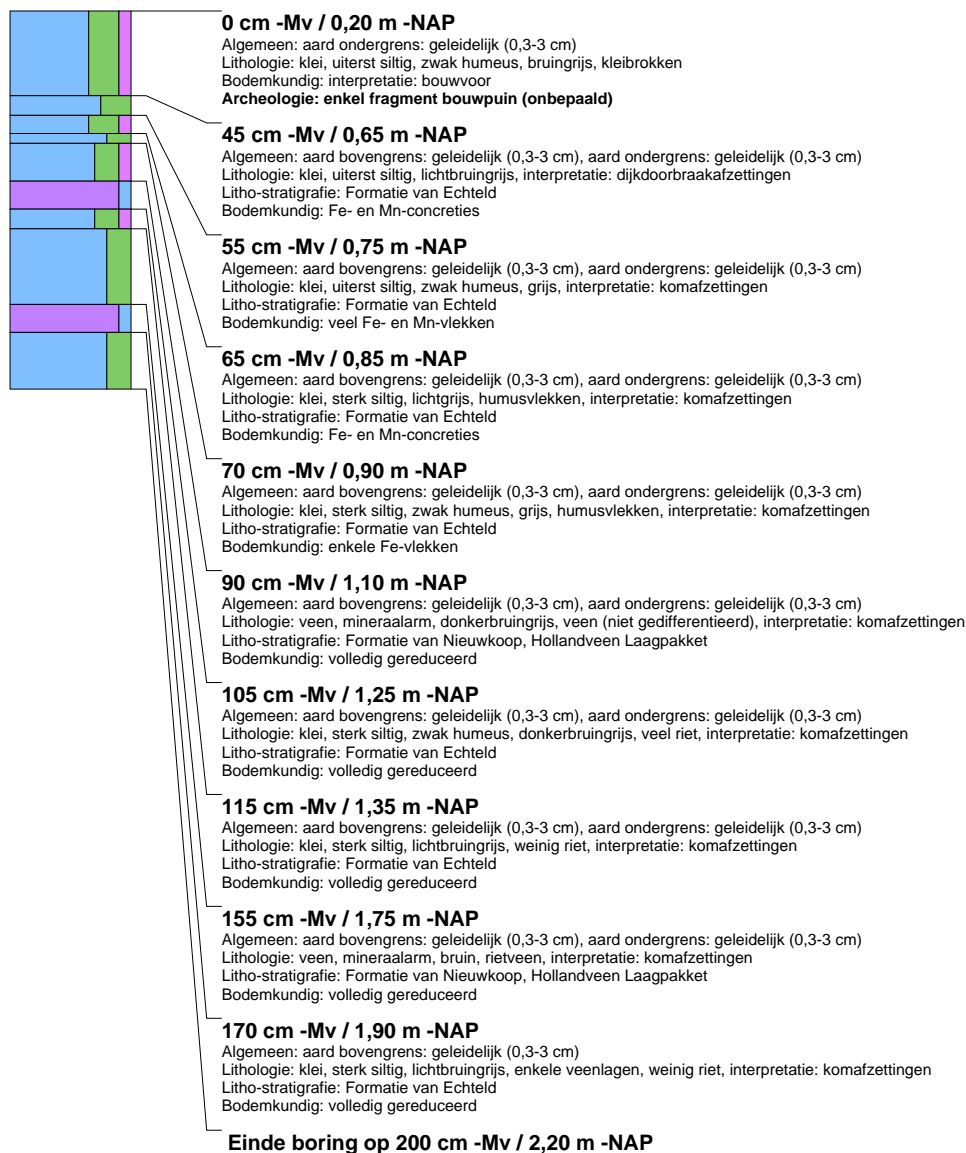 0 cm -Mv / 0,20 m -NAP
Algemeen: aard ondergrens: geleidelijk (0,3-3 cm)
Lithologie: klei, uiterst siltig, zwak humeus, bruingrijs, kleibrokken
Bodemkundig: interpretatie: bouwvoor
Archeologie: enkel fragment bouwpuin (onbepaald)
45 cm -Mv / 0,65 m -NAP
Algemeen: aard bovengrens: geleidelijk (0,3-3 cm), aard ondergrens: geleidelijk (0,3-3 cm)
Lithologie: klei, uiterst siltig, lichtbruingrijs, interpretatie: dijkdoorbraakafzettingen
Litho-stratigrafie: Formatie van Echteld
Bodemkundig: Fe- en Mn-concreties
55 cm -Mv / 0,75 m -NAP
Algemeen: aard bovengrens: geleidelijk (0,3-3 cm), aard ondergrens: geleidelijk (0,3-3 cm)
Lithologie: klei, uiterst siltig, zwak humeus, grijs, interpretatie: komafzettingen
Litho-stratigrafie: Formatie van Echteld
Bodemkundig: veel Fe- en Mn-vlekken
65 cm -Mv / 0,85 m -NAP
Algemeen: aard bovengrens: geleidelijk (0,3-3 cm), aard ondergrens: geleidelijk (0,3-3 cm)
Lithologie: klei, sterk siltig, lichtgrijs, humusvlekken, interpretatie: komafzettingen
Litho-stratigrafie: Formatie van Echteld
Bodemkundig: Fe- en Mn-concreties
70 cm -Mv / 0,90 m -NAP
Algemeen: aard bovengrens: geleidelijk (0,3-3 cm), aard ondergrens: geleidelijk (0,3-3 cm)
Lithologie: klei, sterk siltig, zwak humeus, grijs, humusvlekken, interpretatie: komafzettingen
Litho-stratigrafie: Formatie van Echteld
Bodemkundig: enkele Fe-vlekken
90 cm -Mv / 1,10 m -NAP
Algemeen: aard bovengrens: geleidelijk (0,3-3 cm), aard ondergrens: geleidelijk (0,3-3 cm)
Lithologie: veen, mineraalarm, donkerbruingrijs, veen (niet gedifferentieerd), interpretatie: komafzettingen
Litho-stratigrafie: Formatie van Nieuwkoop, Hollandveen Laagpakket
Bodemkundig: volledig gereduceerd
105 cm -Mv / 1,25 m -NAP
Algemeen: aard bovengrens: geleidelijk (0,3-3 cm), aard ondergrens: geleidelijk (0,3-3 cm)
Lithologie: klei, sterk siltig, zwak humeus, donkerbruingrijs, veel riet, interpretatie: komafzettingen
Litho-stratigrafie: Formatie van Echteld
Bodemkundig: volledig gereduceerd
115 cm -Mv / 1,35 m -NAP
Algemeen: aard bovengrens: geleidelijk (0,3-3 cm), aard ondergrens: geleidelijk (0,3-3 cm)
Lithologie: klei, sterk siltig, lichtbruingrijs, weinig riet, interpretatie: komafzettingen
Litho-stratigrafie: Formatie van Echteld
Bodemkundig: volledig gereduceerd
155 cm -Mv / 1,75 m -NAP
Algemeen: aard bovengrens: geleidelijk (0,3-3 cm), aard ondergrens: geleidelijk (0,3-3 cm)
Lithologie: veen, mineraalarm, bruin, rietveen, interpretatie: komafzettingen
Litho-stratigrafie: Formatie van Nieuwkoop, Hollandveen Laagpakket
Bodemkundig: volledig gereduceerd
170 cm -Mv / 1,90 m -NAP
Algemeen: aard bovengrens: geleidelijk (0,3-3 cm)
Lithologie: klei, sterk siltig, lichtbruingrijs, enkele veenlagen, weinig riet, interpretatie: komafzettingen
Litho-stratigrafie: Formatie van Echteld
Bodemkundig: volledig gereduceerd
Einde boring op 200 cm -Mv / 2,20 m -NAP